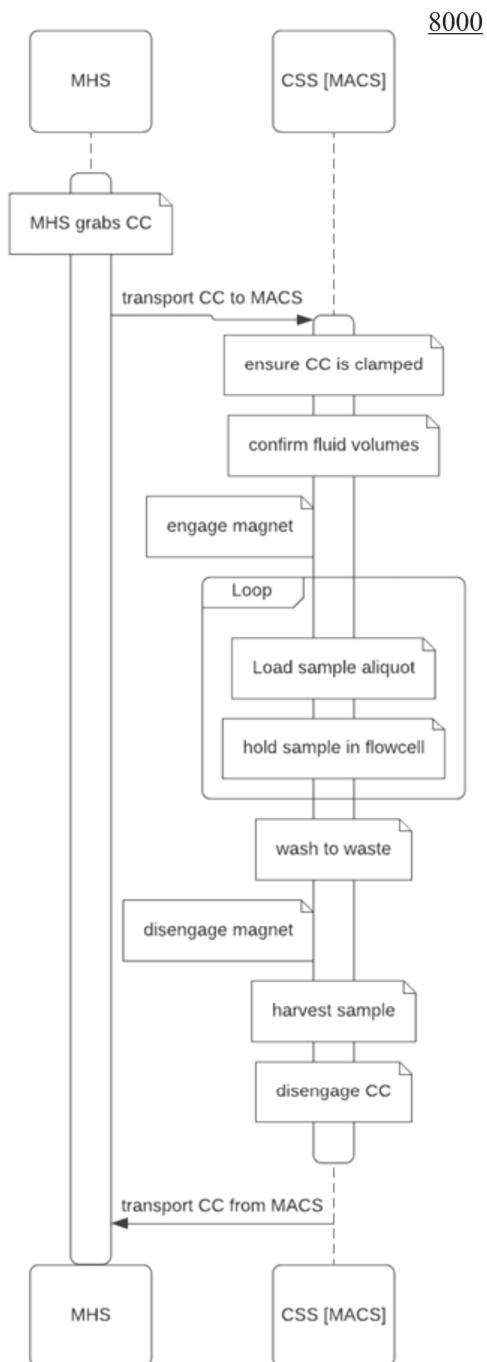 8000
MHS
CSS [MACS]
MHS grabs CC
transport CC to MACS
ensure CC is clamped
confirm fluid volumes
engage magnet
Loop
Load sample aliquot
hold sample in flowcell
wash to waste
disengage magnet
harvest sample
disengage CC
transport CC from MACS
MHS
CSS [MACS]